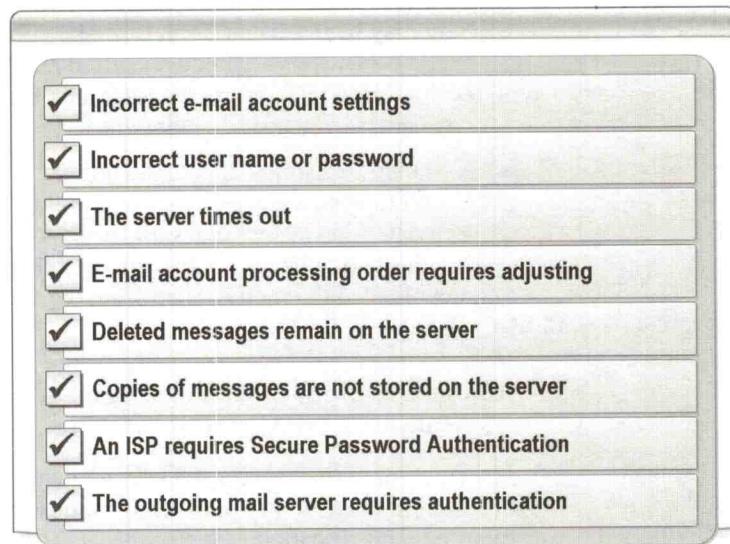 Incorrect e-mail account settings
Incorrect user name or password
The server times out
E-mail account processing order requires adjusting
Deleted messages remain on the server
Copies of messages are not stored on the server
An ISP requires Secure Password Authentication
The outgoing mail server requires authentication